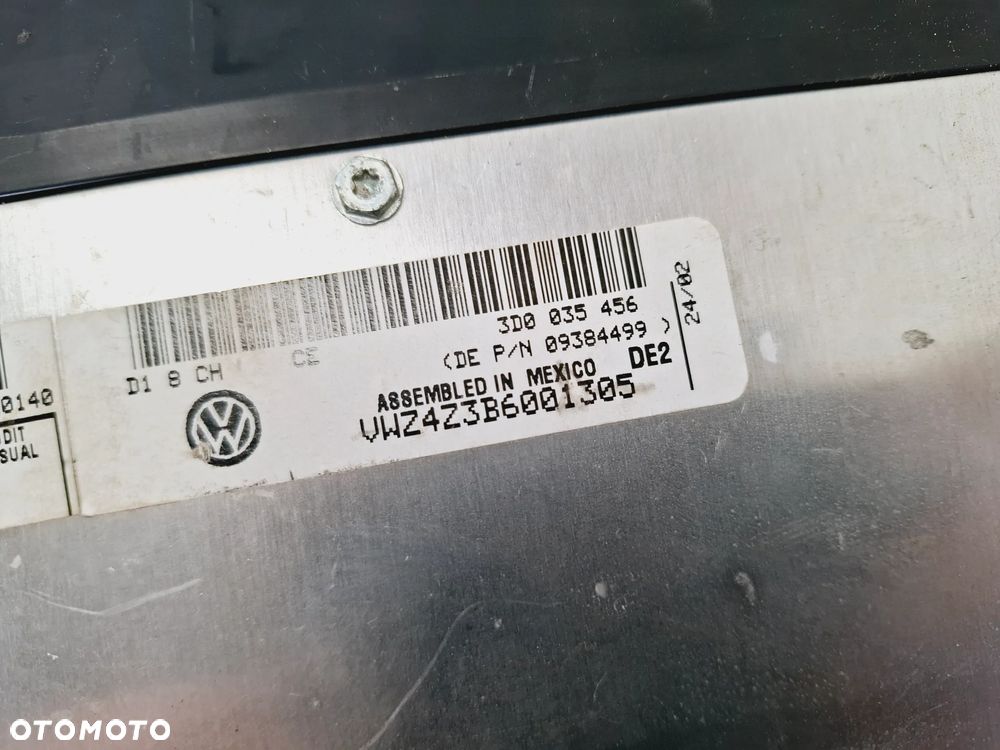 3D0 035 456
(DE P/N 09384499 )
D1 8 CH
CE
ASSEMBLED IN MEXICO DE2
VWZ4Z3B6001305
24/02
VW
0140
DIT
SUAL
OTOMOTO